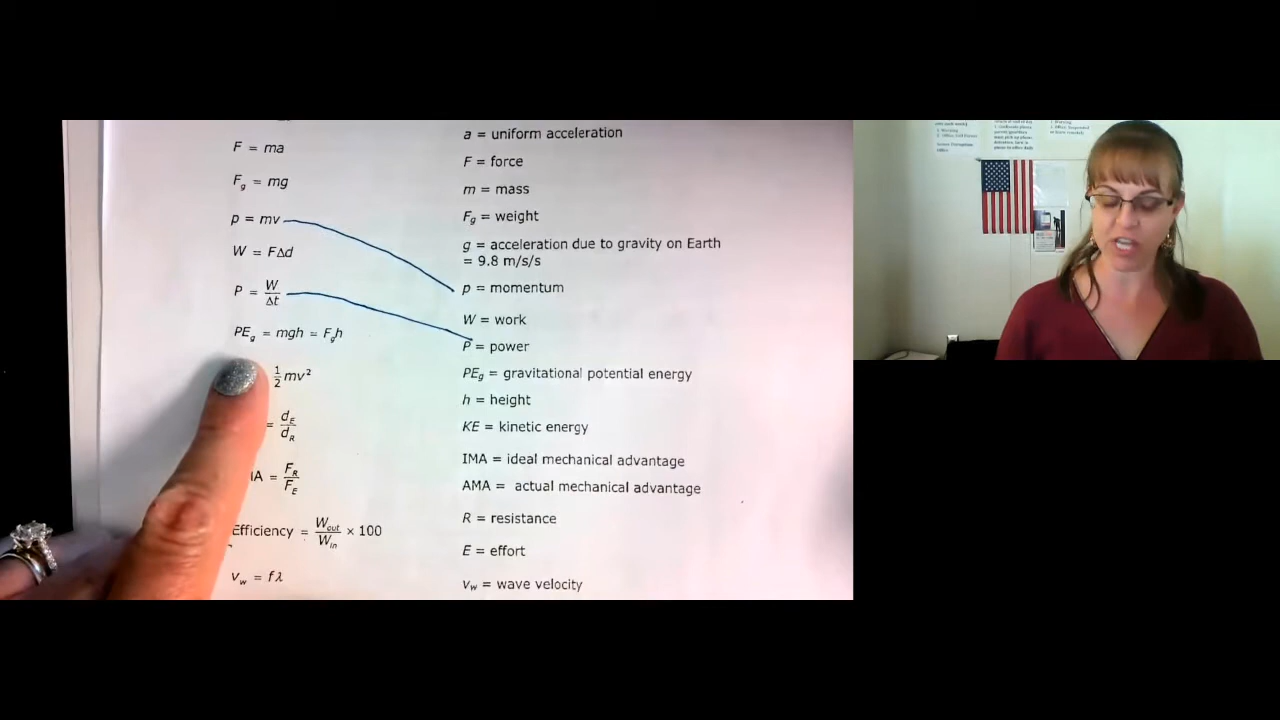 F = ma
F_g = mg
p = mv
W = FΔd
P = W/Δt
PE_g = mgh = F_g h
1/2 mv²
= d_E/d_R
IA = F_R/F_E
Efficiency = W_out/W_in × 100
v_w = fλ
a = uniform acceleration
F = force
m = mass
F_g = weight
g = acceleration due to gravity on Earth
= 9.8 m/s/s
p = momentum
W = work
P = power
PE_g = gravitational potential energy
h = height
KE = kinetic energy
IMA = ideal mechanical advantage
AMA = actual mechanical advantage
R = resistance
E = effort
v_w = wave velocity